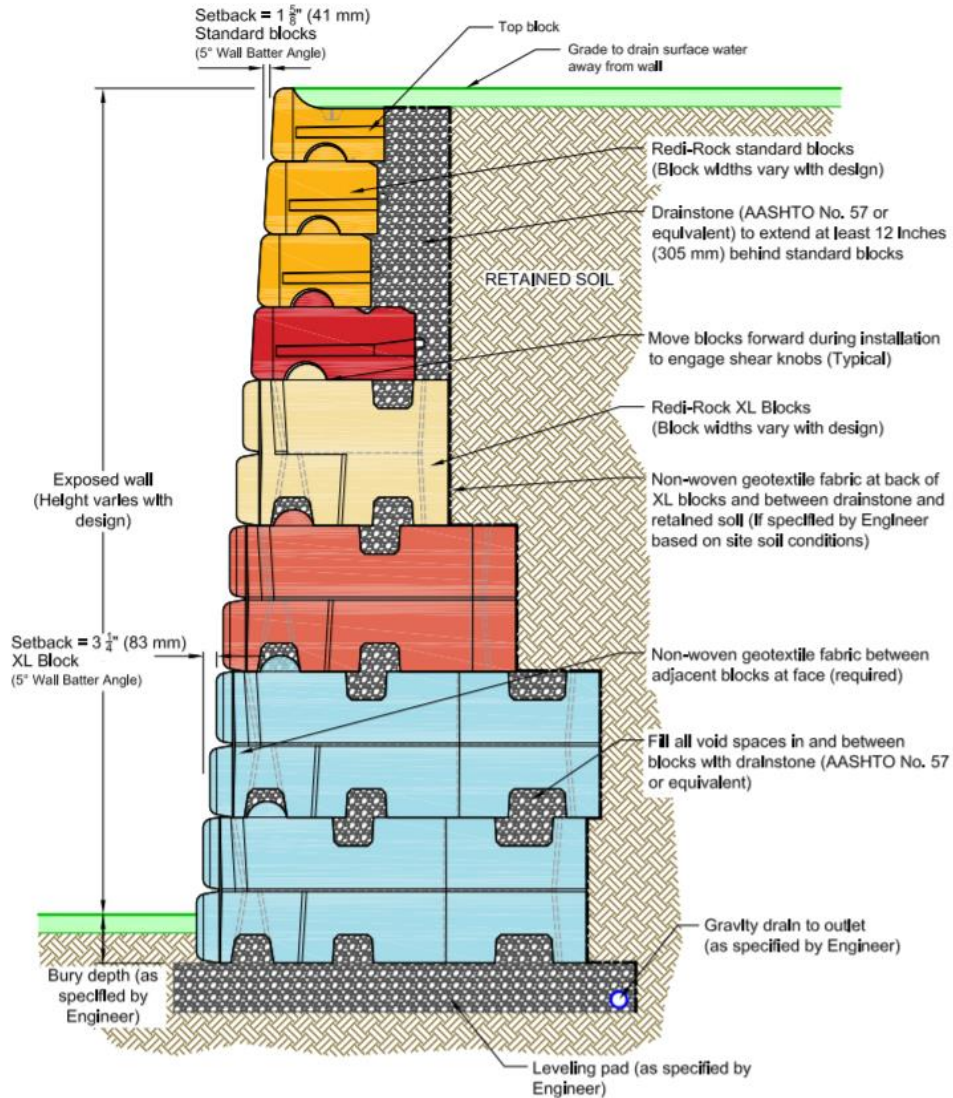 Setback = 1 5/8" (41 mm)
Standard blocks
(5° Wall Batter Angle)
Top block
Grade to drain surface water
away from wall
Redi-Rock standard blocks
(Block widths vary with design)
Drainstone (AASHTO No. 57 or
equivalent) to extend at least 12 inches
(305 mm) behind standard blocks
RETAINED SOIL
Move blocks forward during installation
to engage shear knobs (Typical)
Redi-Rock XL Blocks
(Block widths vary with design)
Exposed wall
(Height varies with
design)
Non-woven geotextile fabric at back of
XL blocks and between drainstone and
retained soil (If specified by Engineer
based on site soil conditions)
Setback = 3 1/4" (83 mm)
XL Block
(5° Wall Batter Angle)
Non-woven geotextile fabric between
adjacent blocks at face (required)
Fill all void spaces in and between
blocks with drainstone (AASHTO No. 57
or equivalent)
Gravity drain to outlet
(as specified by Engineer)
Bury depth (as
specified by
Engineer)
Leveling pad (as specified by
Engineer)